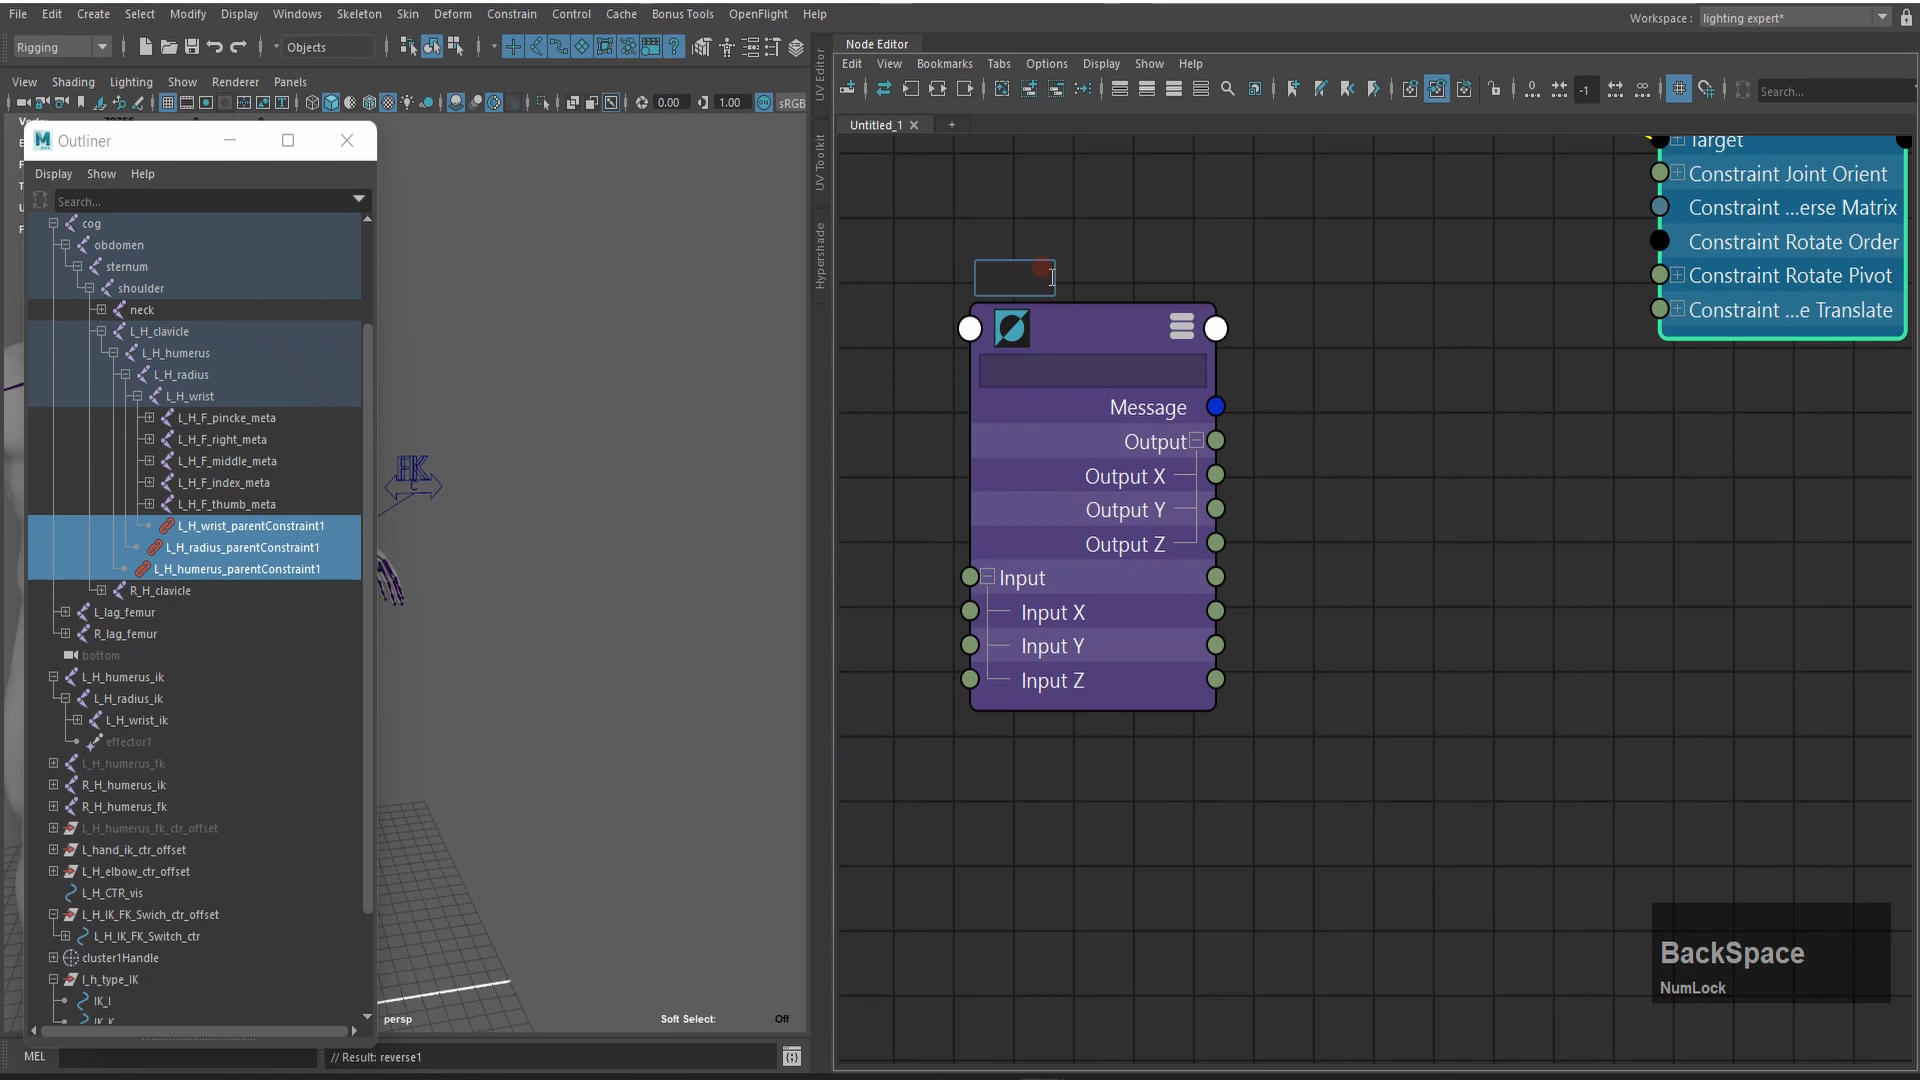 File Edit Create Select Modify Display Windows Skeleton Skin Deform Constrain Control Cache Bonus Tools OpenFlight Help
Workspace : lighting expert*
Rigging
Objects
Node Editor
Edit View Bookmarks Tabs Options Display Show Help
View Shading Lighting Show Renderer Panels
-1
Search...
0.00
1.00
sRGB
UV Editor
UV Toolkit
Hypershade
Untitled_1
+
Outliner
Display Show Help
Search...
cog
obdomen
sternum
shoulder
neck
L_H_clavicle
L_H_humerus
L_H_radius
L_H_wrist
L_H_F_pincke_meta
L_H_F_right_meta
L_H_F_middle_meta
L_H_F_index_meta
L_H_F_thumb_meta
L_H_wrist_parentConstraint1
L_H_radius_parentConstraint1
L_H_humerus_parentConstraint1
R_H_clavicle
L_lag_femur
R_lag_femur
bottom
L_H_humerus_ik
L_H_radius_ik
L_H_wrist_ik
effector1
L_H_humerus_fk
R_H_humerus_ik
R_H_humerus_fk
L_H_humerus_fk_ctr_offset
L_hand_ik_ctr_offset
L_H_elbow_ctr_offset
L_H_CTR_vis
L_H_IK_FK_Swich_ctr_offset
L_H_IK_FK_Switch_ctr
cluster1Handle
l_h_type_IK
IK_I
IK_K
FK
persp
Soft Select: Off
Target
Constraint Joint Orient
Constraint ...erse Matrix
Constraint Rotate Order
Constraint Rotate Pivot
Constraint ...e Translate
Message
Output
Output X
Output Y
Output Z
Input
Input X
Input Y
Input Z
BackSpace
NumLock
MEL
// Result: reverse1